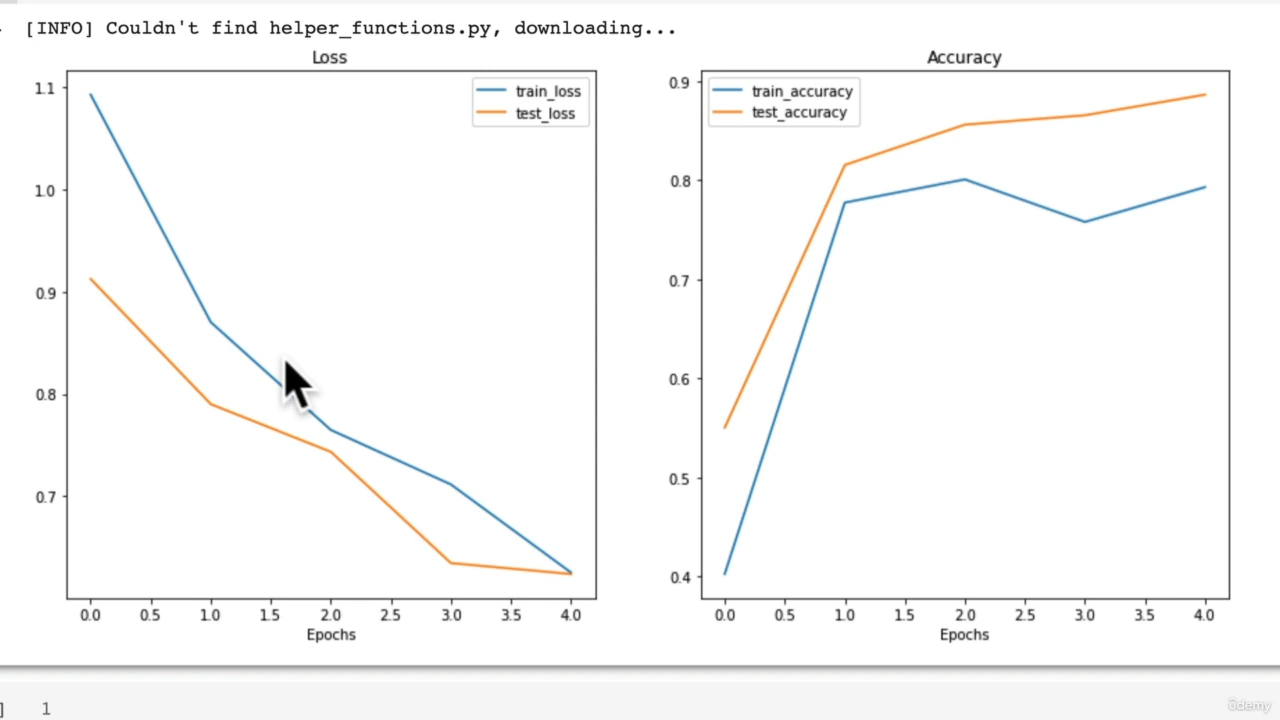 [INFO] Couldn't find helper_functions.py, downloading...
Loss
1.1
1.0
0.9
0.8
0.7
train_loss
test_loss
0.0 0.5 1.0 1.5 2.0 2.5 3.0 3.5 4.0
Epochs
Accuracy
0.9
0.8
0.7
0.6
0.5
0.4
train_accuracy
test_accuracy
0.0 0.5 1.0 1.5 2.0 2.5 3.0 3.5 4.0
Epochs
] 1
ûdemy